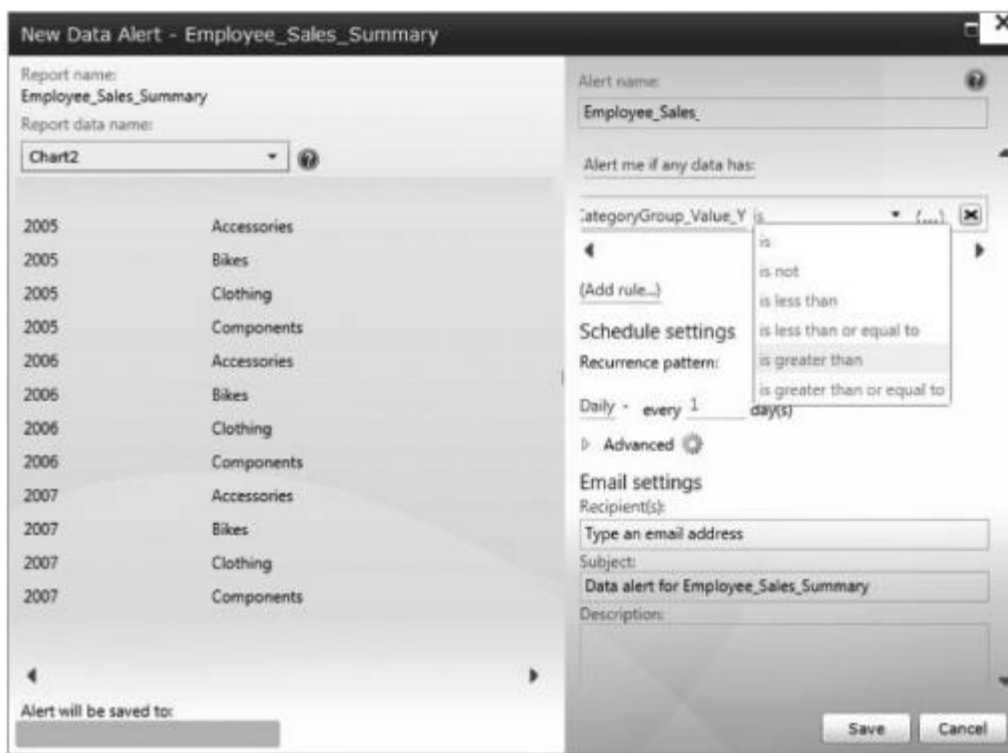 New Data Alert - Employee_Sales_Summary
Report name:
Employee_Sales_Summary
Report data name:
Chart2
2005 Accessories
2005 Bikes
2005 Clothing
2005 Components
2006 Accessories
2006 Bikes
2006 Clothing
2006 Components
2007 Accessories
2007 Bikes
2007 Clothing
2007 Components
Alert will be saved to:
Alert name:
Employee_Sales_
Alert me if any data has:
CategoryGroup_Value_Y is (...)
is
is not
is less than
is less than or equal to
is greater than
is greater than or equal to
(Add rule...)
Schedule settings
Recurrence pattern:
Daily every 1 day(s)
Advanced
Email settings
Recipient(s):
Type an email address
Subject:
Data alert for Employee_Sales_Summary
Description:
Save Cancel